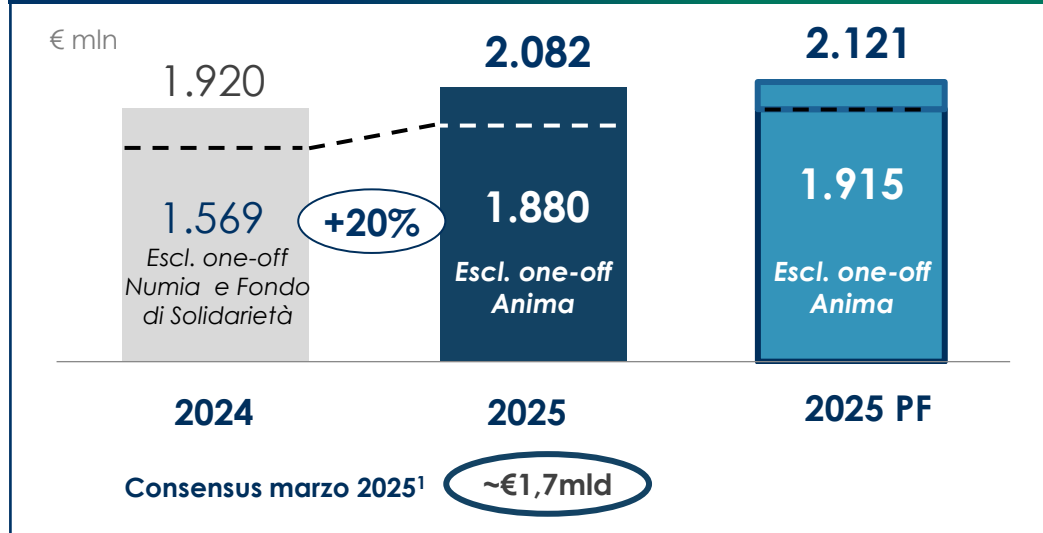 € mln
1.920
2.082
2.121
1.569
Escl. one-off
Numia e Fondo
di Solidarietà
+20%
1.880
Escl. one-off
Anima
1.915
Escl. one-off
Anima
2024
2025
2025 PF
Consensus marzo 2025¹
~€1,7mld